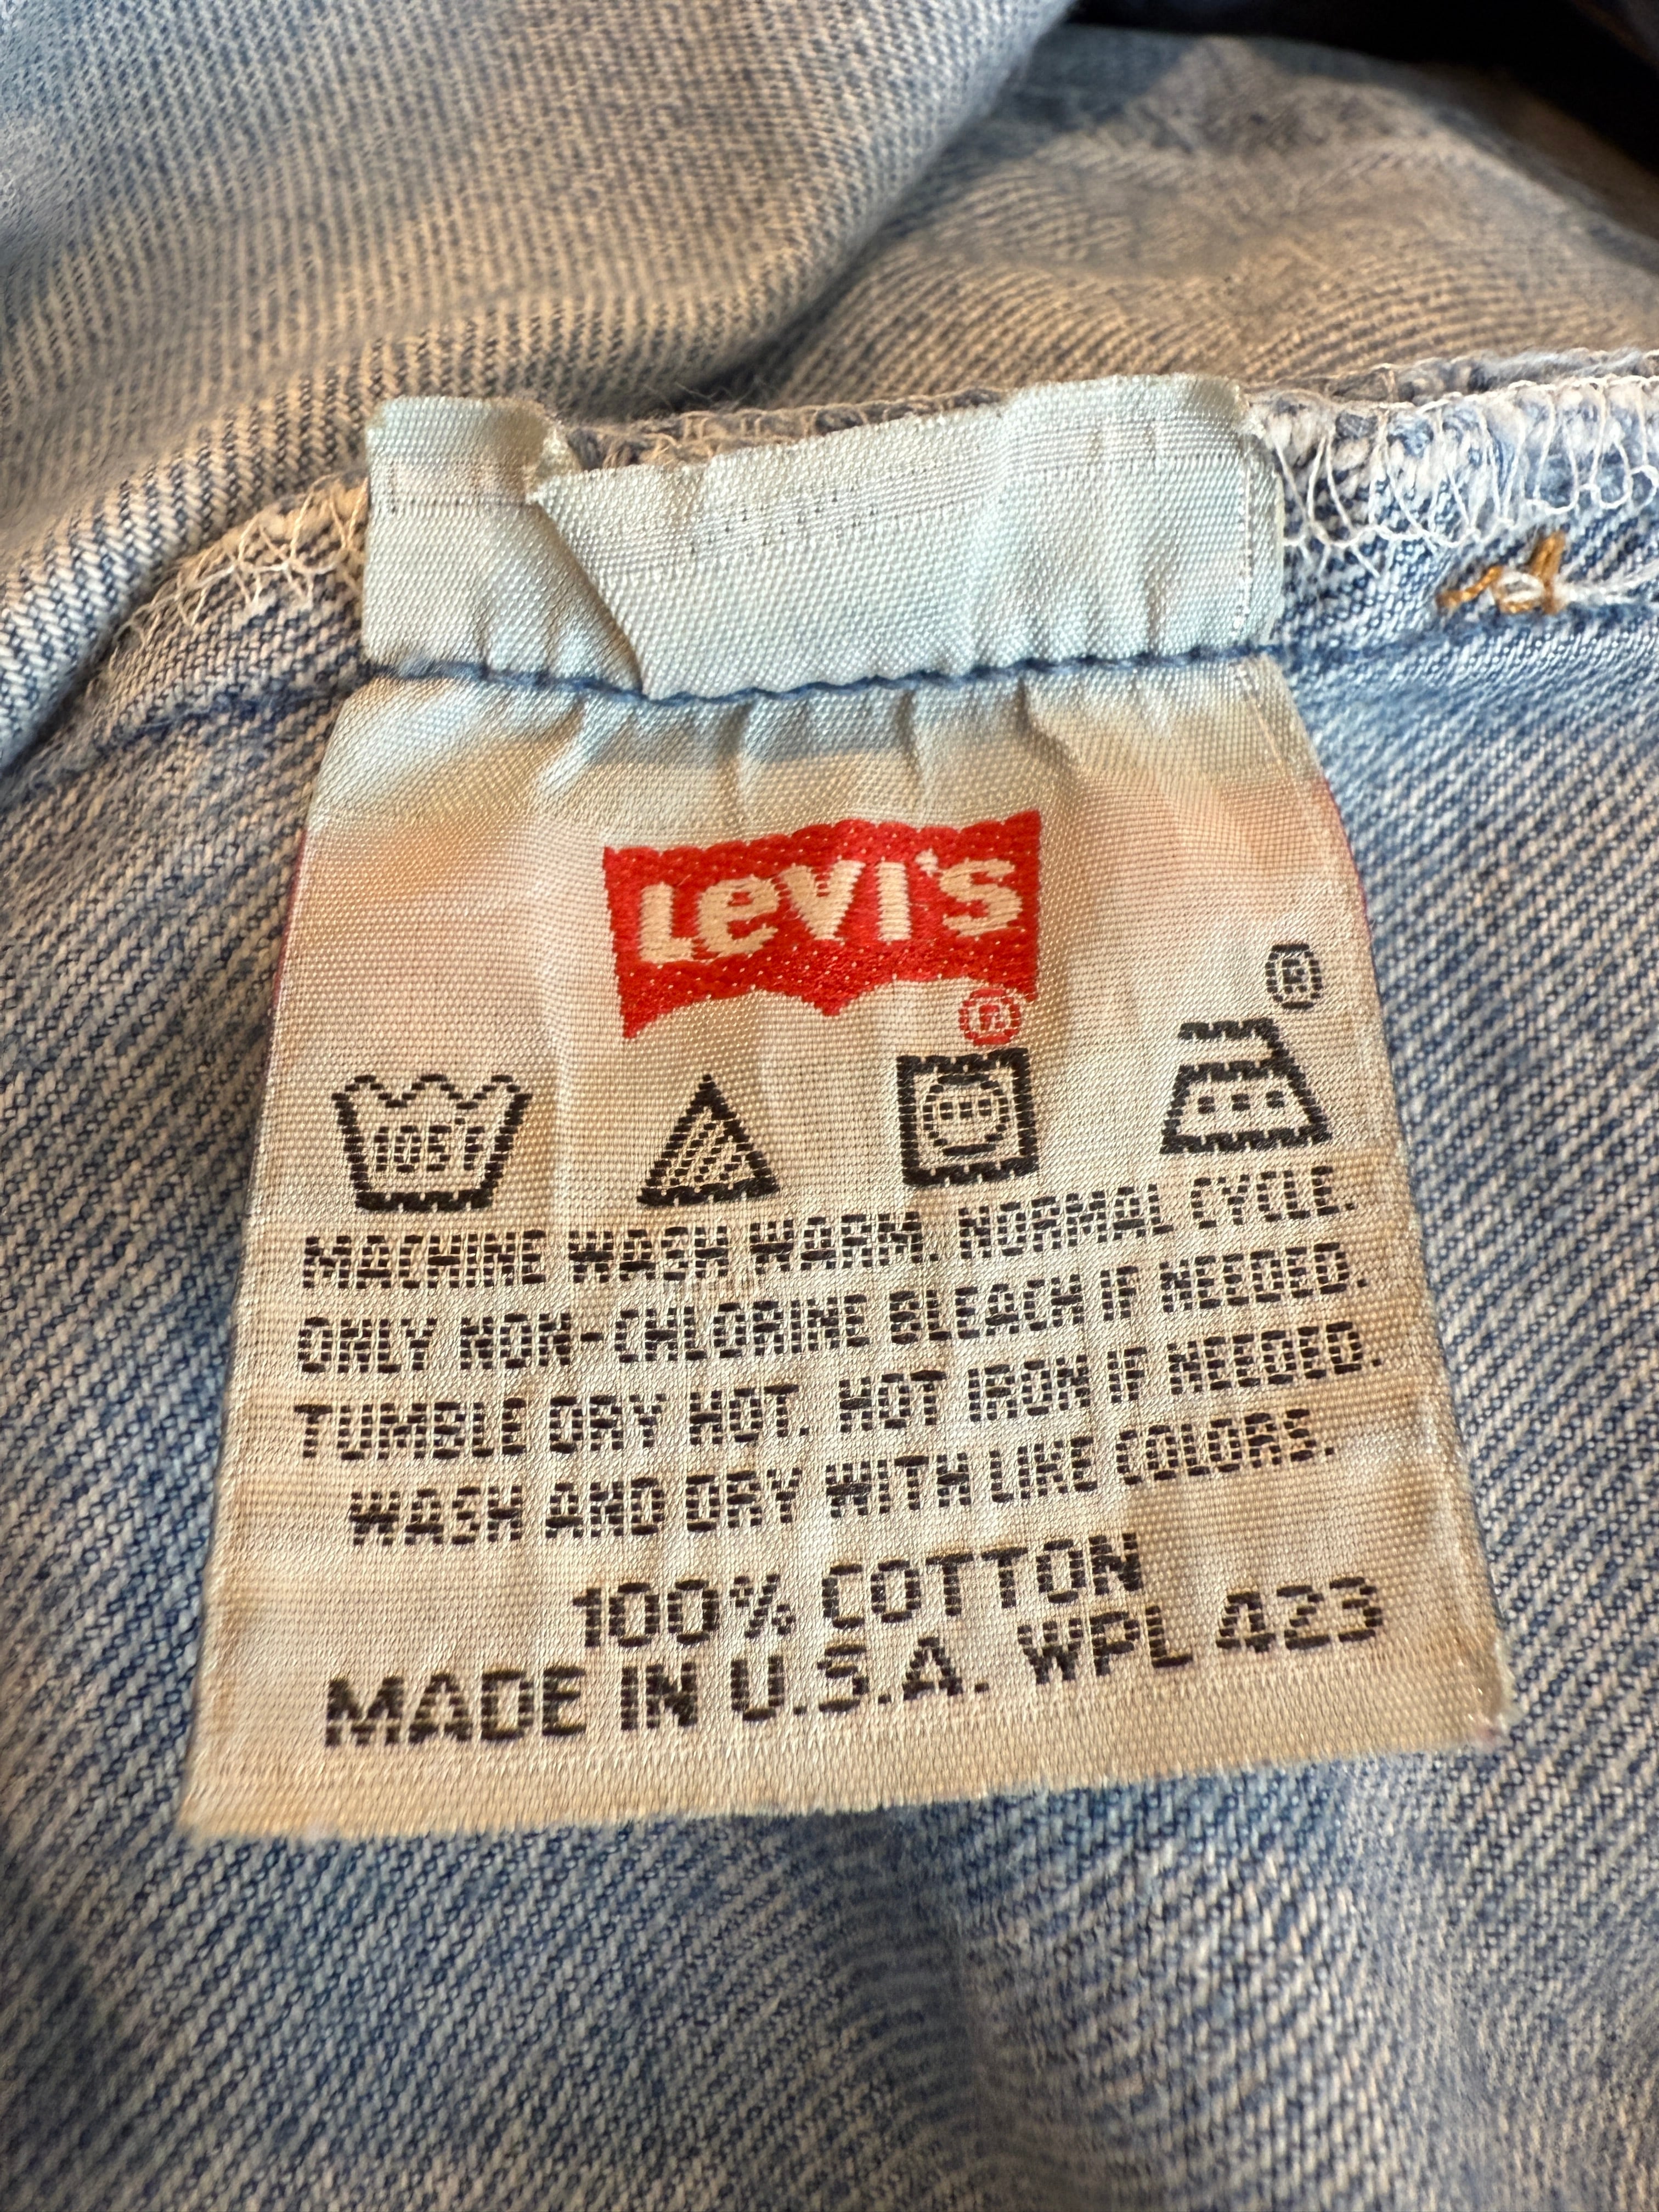 Levi's
®
®
105°F
MACHINE WASH WARM. NORMAL CYCLE.
ONLY NON-CHLORINE BLEACH IF NEEDED.
TUMBLE DRY HOT. HOT IRON IF NEEDED.
WASH AND DRY WITH LIKE COLORS.
100% COTTON
MADE IN U.S.A. WPL 423